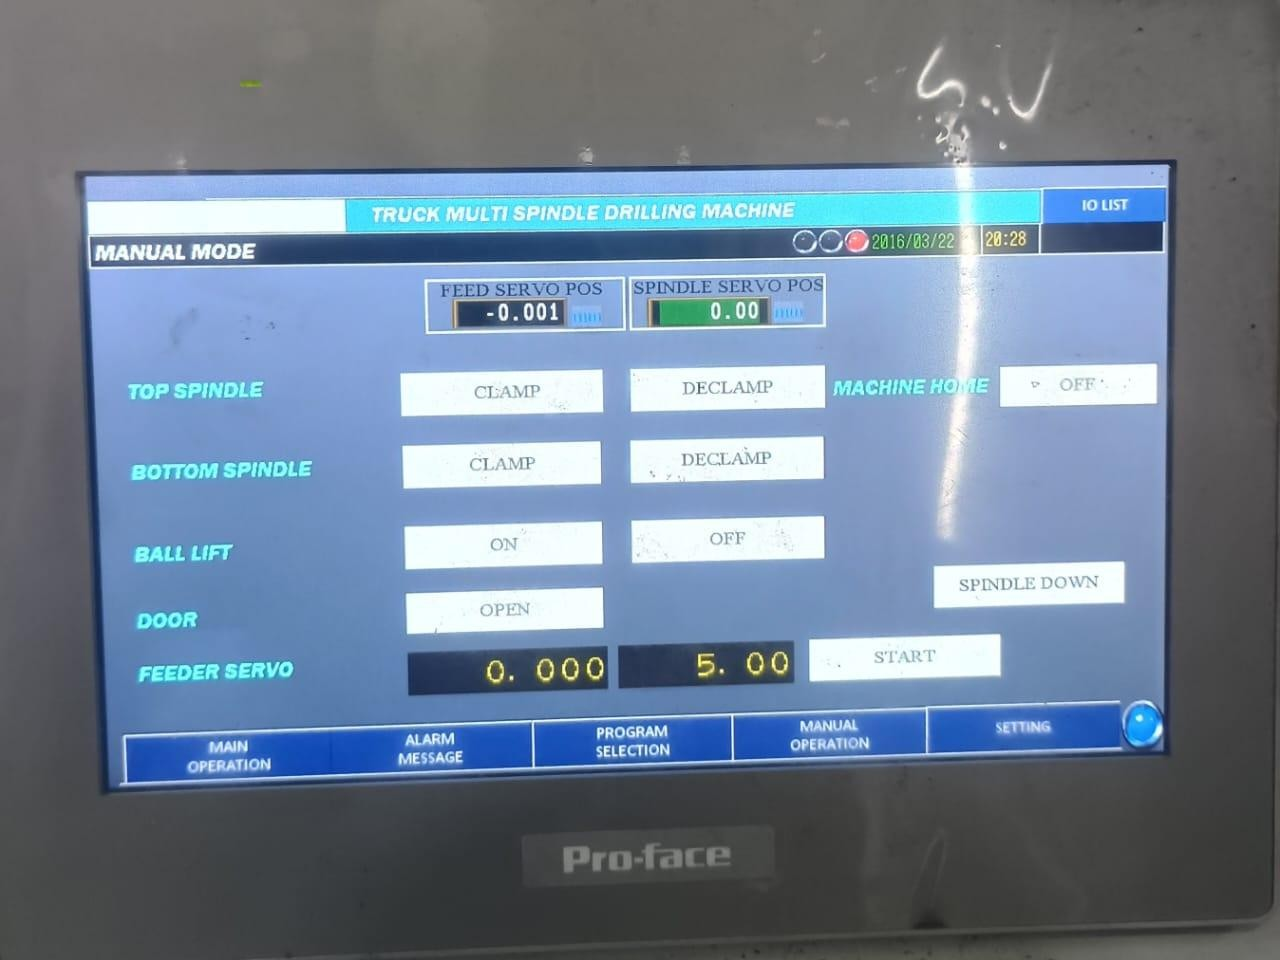 TRUCK MULTI SPINDLE DRILLING MACHINE
IO LIST
MANUAL MODE
2016/03/22 20:28
FEED SERVO POS SPINDLE SERVO POS
-0.001 mm 0.00 mm
TOP SPINDLE CLAMP DECLAMP MACHINE HOME OFF
BOTTOM SPINDLE CLAMP DECLAMP
BALL LIFT ON OFF
SPINDLE DOWN
DOOR OPEN
FEEDER SERVO 0.000 5.00 START
MAIN OPERATION
ALARM MESSAGE
PROGRAM SELECTION
MANUAL OPERATION
SETTING
Pro-face